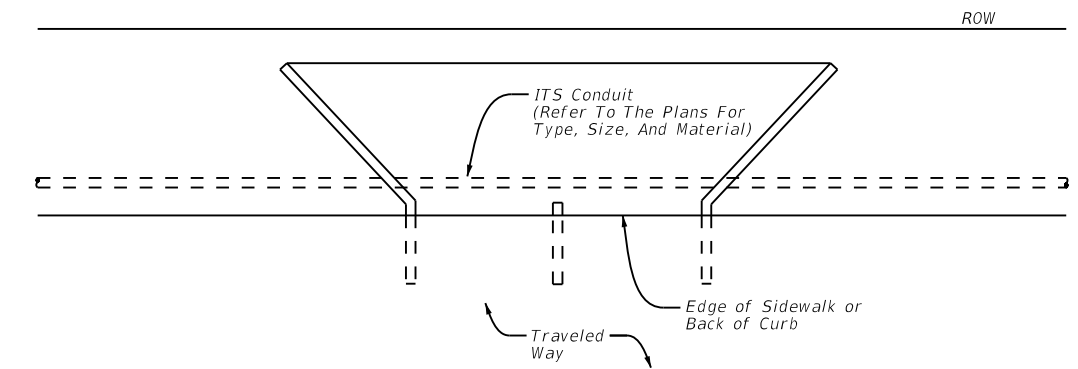 ROW
ITS Conduit
(Refer To The Plans For
Type, Size, And Material)
Edge of Sidewalk or
Back of Curb
Traveled
Way